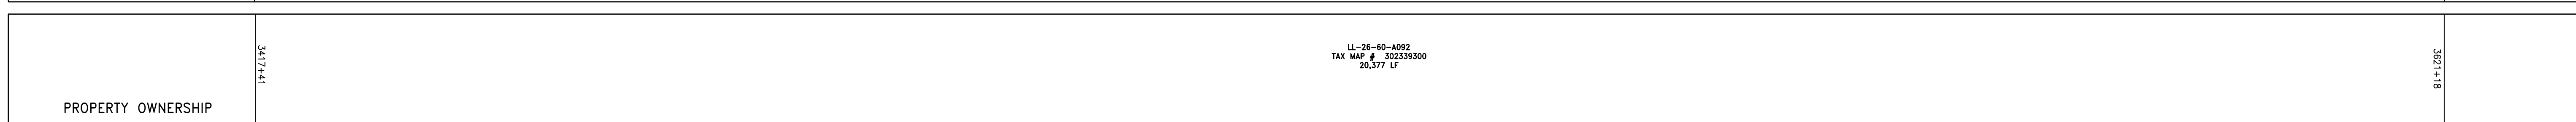 3417+41
LL-26-60-A092
TAX MAP # 302339300
20,377 LF
3621+18
PROPERTY OWNERSHIP